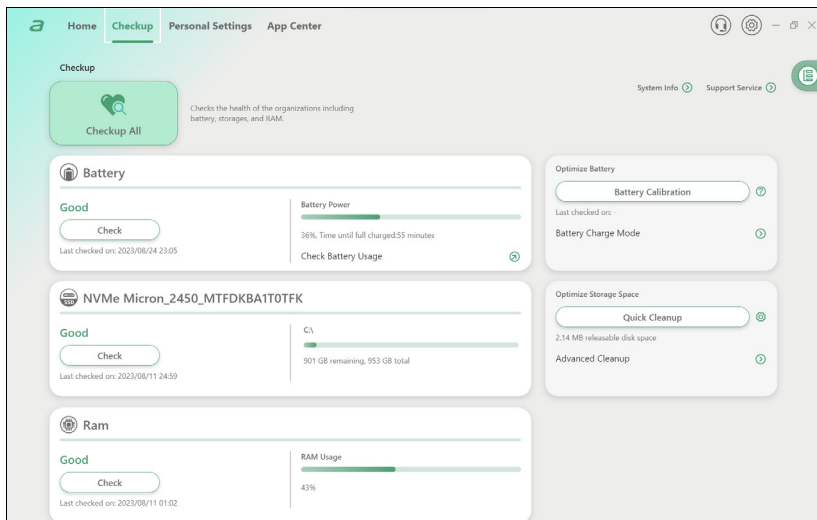 a
Home Checkup Personal Settings App Center
Checkup
System Info Support Service
Checkup All
Checks the health of the organizations including
battery, storages, and RAM.
Battery
Good
Check
Last checked on: 2023/08/24 23:05
Battery Power
36%, Time until full charged:55 minutes
Check Battery Usage
Optimize Battery
Battery Calibration
?
Last checked on: -
Battery Charge Mode
SSD
NVMe Micron_2450_MTFDKBA1T0TFK
Good
Check
Last checked on: 2023/08/11 24:59
C:\
901 GB remaining, 953 GB total
Optimize Storage Space
Quick Cleanup
2.14 MB releasable disk space
Advanced Cleanup
Ram
Good
Check
Last checked on: 2023/08/11 01:02
RAM Usage
43%